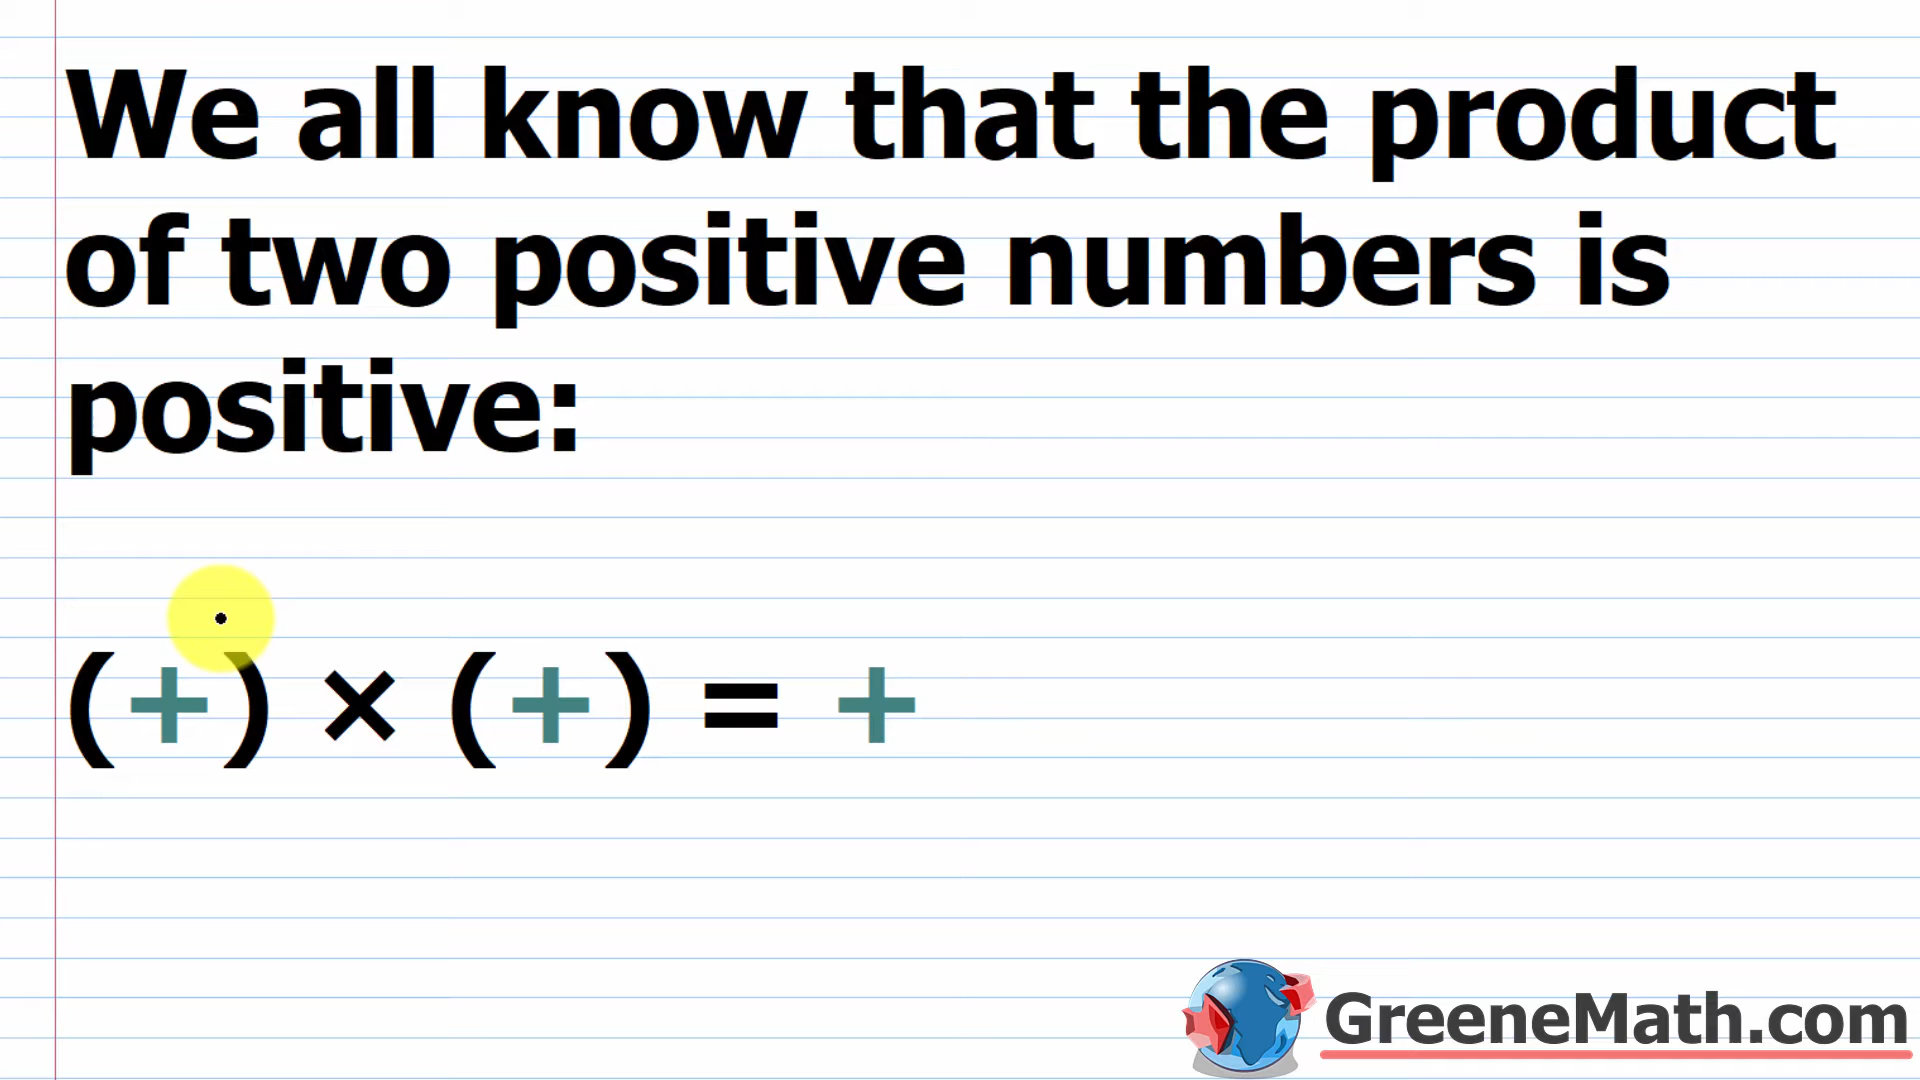 We all know that the product
of two positive numbers is
positive:
(+) × (+) = +
GreeneMath.com